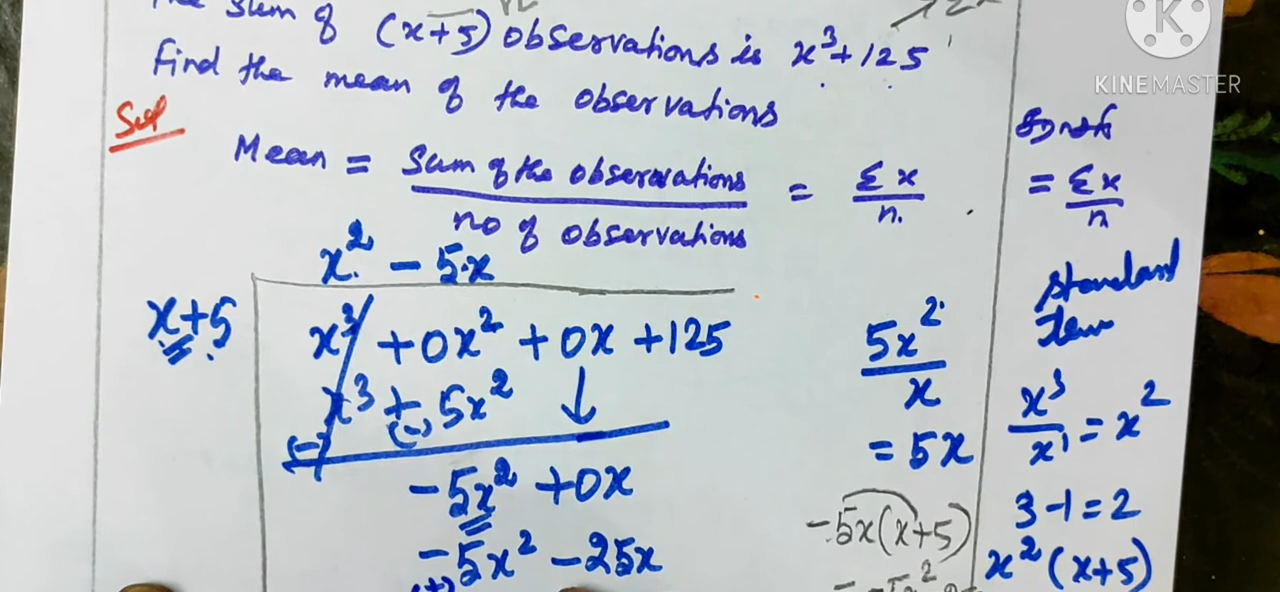 The sum of (x+5) observations is x³+125
Find the mean of the observations
Sol
Mean = Sum of the observations / no of observations = Σx / n
= Σx / n
x² - 5x
x+5
x³ + 0x² + 0x + 125
x³ + 5x²
(-) (-)
-5x² + 0x
-5x² - 25x
(+)
5x² / x
= 5x
-5x(x+5)
standard
x³ / x¹ = x²
3-1=2
x²(x+5)
K
KINEMASTER